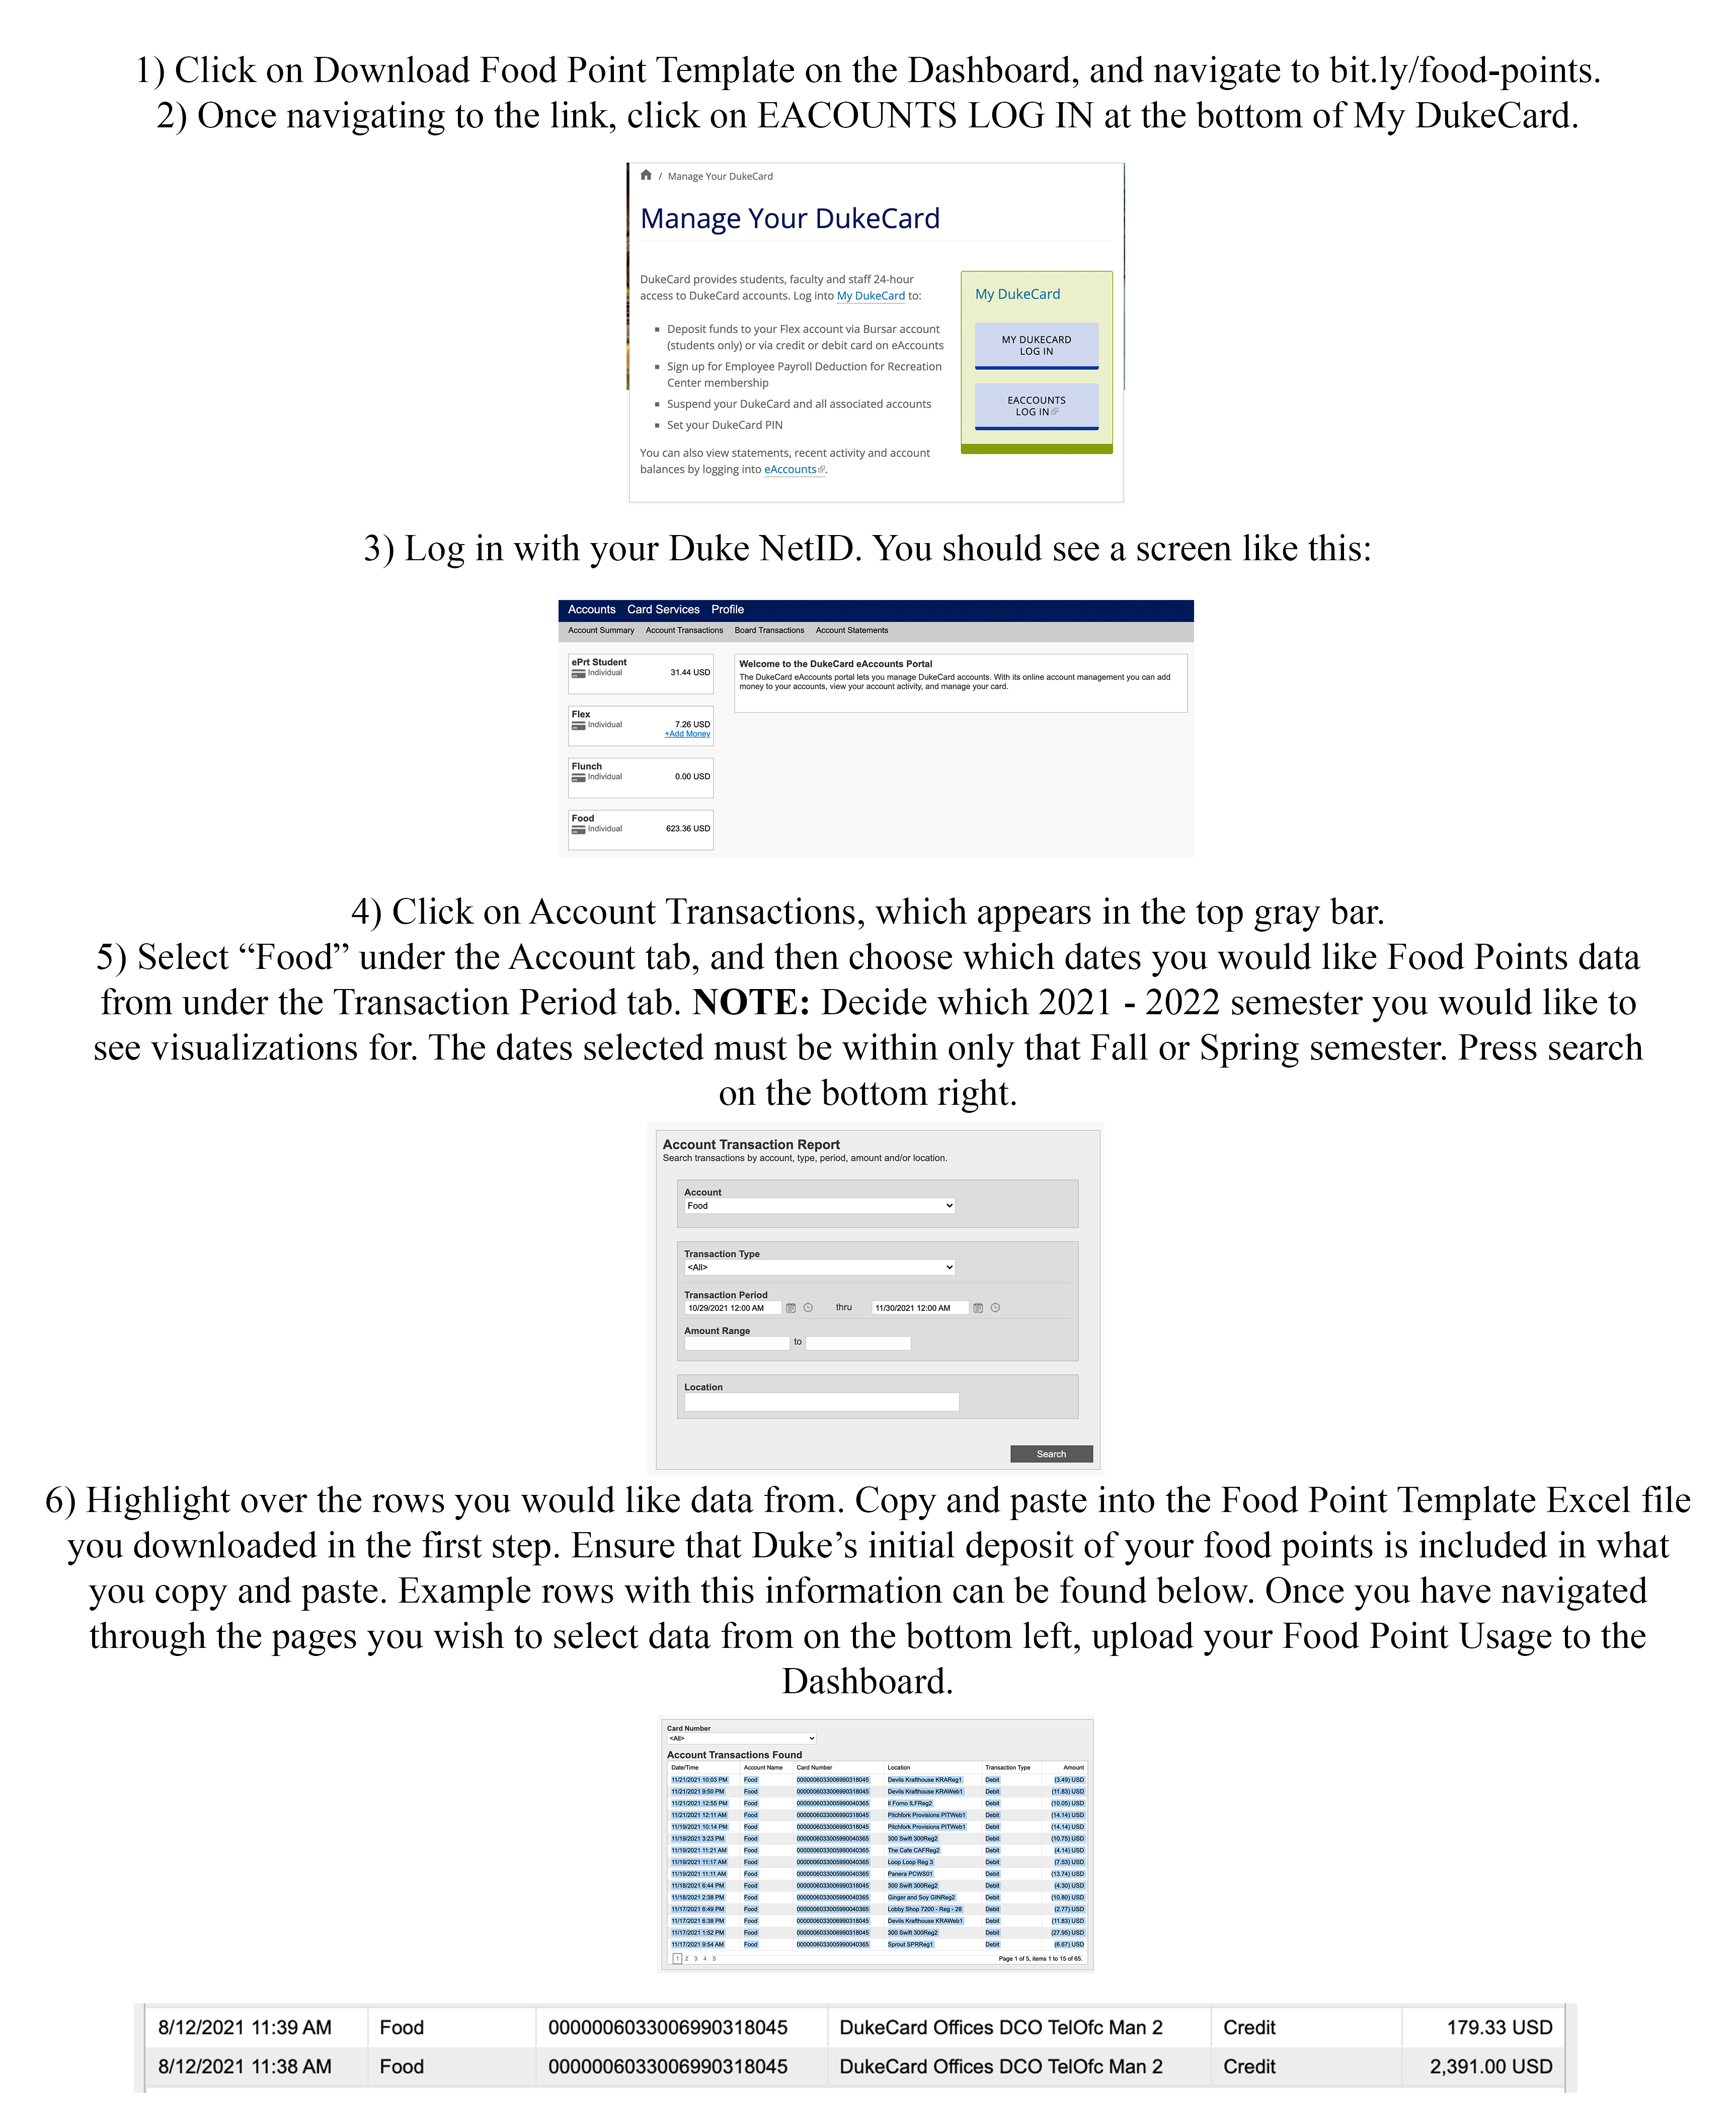 1) Click on Download Food Point Template on the Dashboard, and navigate to bit.ly/food-points.
2) Once navigating to the link, click on EACOUNTS LOG IN at the bottom of My DukeCard.
/ Manage Your DukeCard
Manage Your DukeCard
DukeCard provides students, faculty and staff 24-hour
access to DukeCard accounts. Log into My DukeCard to:
Deposit funds to your Flex account via Bursar account
(students only) or via credit or debit card on eAccounts
Sign up for Employee Payroll Deduction for Recreation
Center membership
Suspend your DukeCard and all associated accounts
Set your DukeCard PIN
You can also view statements, recent activity and account
balances by logging into eAccounts.
My DukeCard
MY DUKECARD
LOG IN
EACCOUNTS
LOG IN
3) Log in with your Duke NetID. You should see a screen like this:
Accounts Card Services Profile
Account Summary Account Transactions Board Transactions Account Statements
ePrt Student
Individual 31.44 USD
Flex
Individual 7.26 USD
+Add Money
Flunch
Individual 0.00 USD
Food
Individual 623.36 USD
Welcome to the DukeCard eAccounts Portal
The DukeCard eAccounts portal lets you manage DukeCard accounts. With its online account management you can add
money to your accounts, view your account activity, and manage your card.
4) Click on Account Transactions, which appears in the top gray bar.
5) Select “Food” under the Account tab, and then choose which dates you would like Food Points data
from under the Transaction Period tab. NOTE: Decide which 2021 - 2022 semester you would like to
see visualizations for. The dates selected must be within only that Fall or Spring semester. Press search
on the bottom right.
Account Transaction Report
Search transactions by account, type, period, amount and/or location.
Account
Food
Transaction Type
<All>
Transaction Period
10/29/2021 12:00 AM thru 11/30/2021 12:00 AM
Amount Range
to
Location
Search
6) Highlight over the rows you would like data from. Copy and paste into the Food Point Template Excel file
you downloaded in the first step. Ensure that Duke’s initial deposit of your food points is included in what
you copy and paste. Example rows with this information can be found below. Once you have navigated
through the pages you wish to select data from on the bottom left, upload your Food Point Usage to the
Dashboard.
Card Number
<All>
Account Transactions Found
Date/Time Account Name Card Number Location Transaction Type Amount
11/21/2021 10:03 PM Food 0000006033006990318045 Devils Krafthouse KRAReg1 Debit (3.49) USD
11/21/2021 9:50 PM Food 0000006033006990318045 Devils Krafthouse KRAWeb1 Debit (11.83) USD
11/21/2021 12:55 PM Food 0000006033005990040365 Il Forno ILFReg2 Debit (10.05) USD
11/21/2021 12:11 AM Food 0000006033006990318045 Pitchfork Provisions PITWeb1 Debit (14.14) USD
11/19/2021 10:14 PM Food 0000006033006990318045 Pitchfork Provisions PITWeb1 Debit (14.14) USD
11/19/2021 3:23 PM Food 0000006033005990040365 300 Swift 300Reg2 Debit (10.75) USD
11/19/2021 11:21 AM Food 0000006033005990040365 The Cafe CAFReg2 Debit (4.14) USD
11/19/2021 11:17 AM Food 0000006033005990040365 Loop Loop Reg 3 Debit (7.53) USD
11/19/2021 11:11 AM Food 0000006033005990040365 Panera PCWS01 Debit (13.74) USD
11/18/2021 6:44 PM Food 0000006033006990318045 300 Swift 300Reg2 Debit (4.30) USD
11/18/2021 2:38 PM Food 0000006033005990040365 Ginger and Soy GINReg2 Debit (10.80) USD
11/17/2021 6:49 PM Food 0000006033005990040365 Lobby Shop 7200 - Reg - 28 Debit (2.77) USD
11/17/2021 6:38 PM Food 0000006033006990318045 Devils Krafthouse KRAWeb1 Debit (11.83) USD
11/17/2021 1:52 PM Food 0000006033005990040365 300 Swift 300Reg2 Debit (27.95) USD
11/17/2021 9:54 AM Food 0000006033005990040365 Sprout SPRReg1 Debit (6.67) USD
1 2 3 4 5 Page 1 of 5, items 1 to 15 of 65.
8/12/2021 11:39 AM Food 0000006033006990318045 DukeCard Offices DCO TelOfc Man 2 Credit 179.33 USD
8/12/2021 11:38 AM Food 0000006033006990318045 DukeCard Offices DCO TelOfc Man 2 Credit 2,391.00 USD